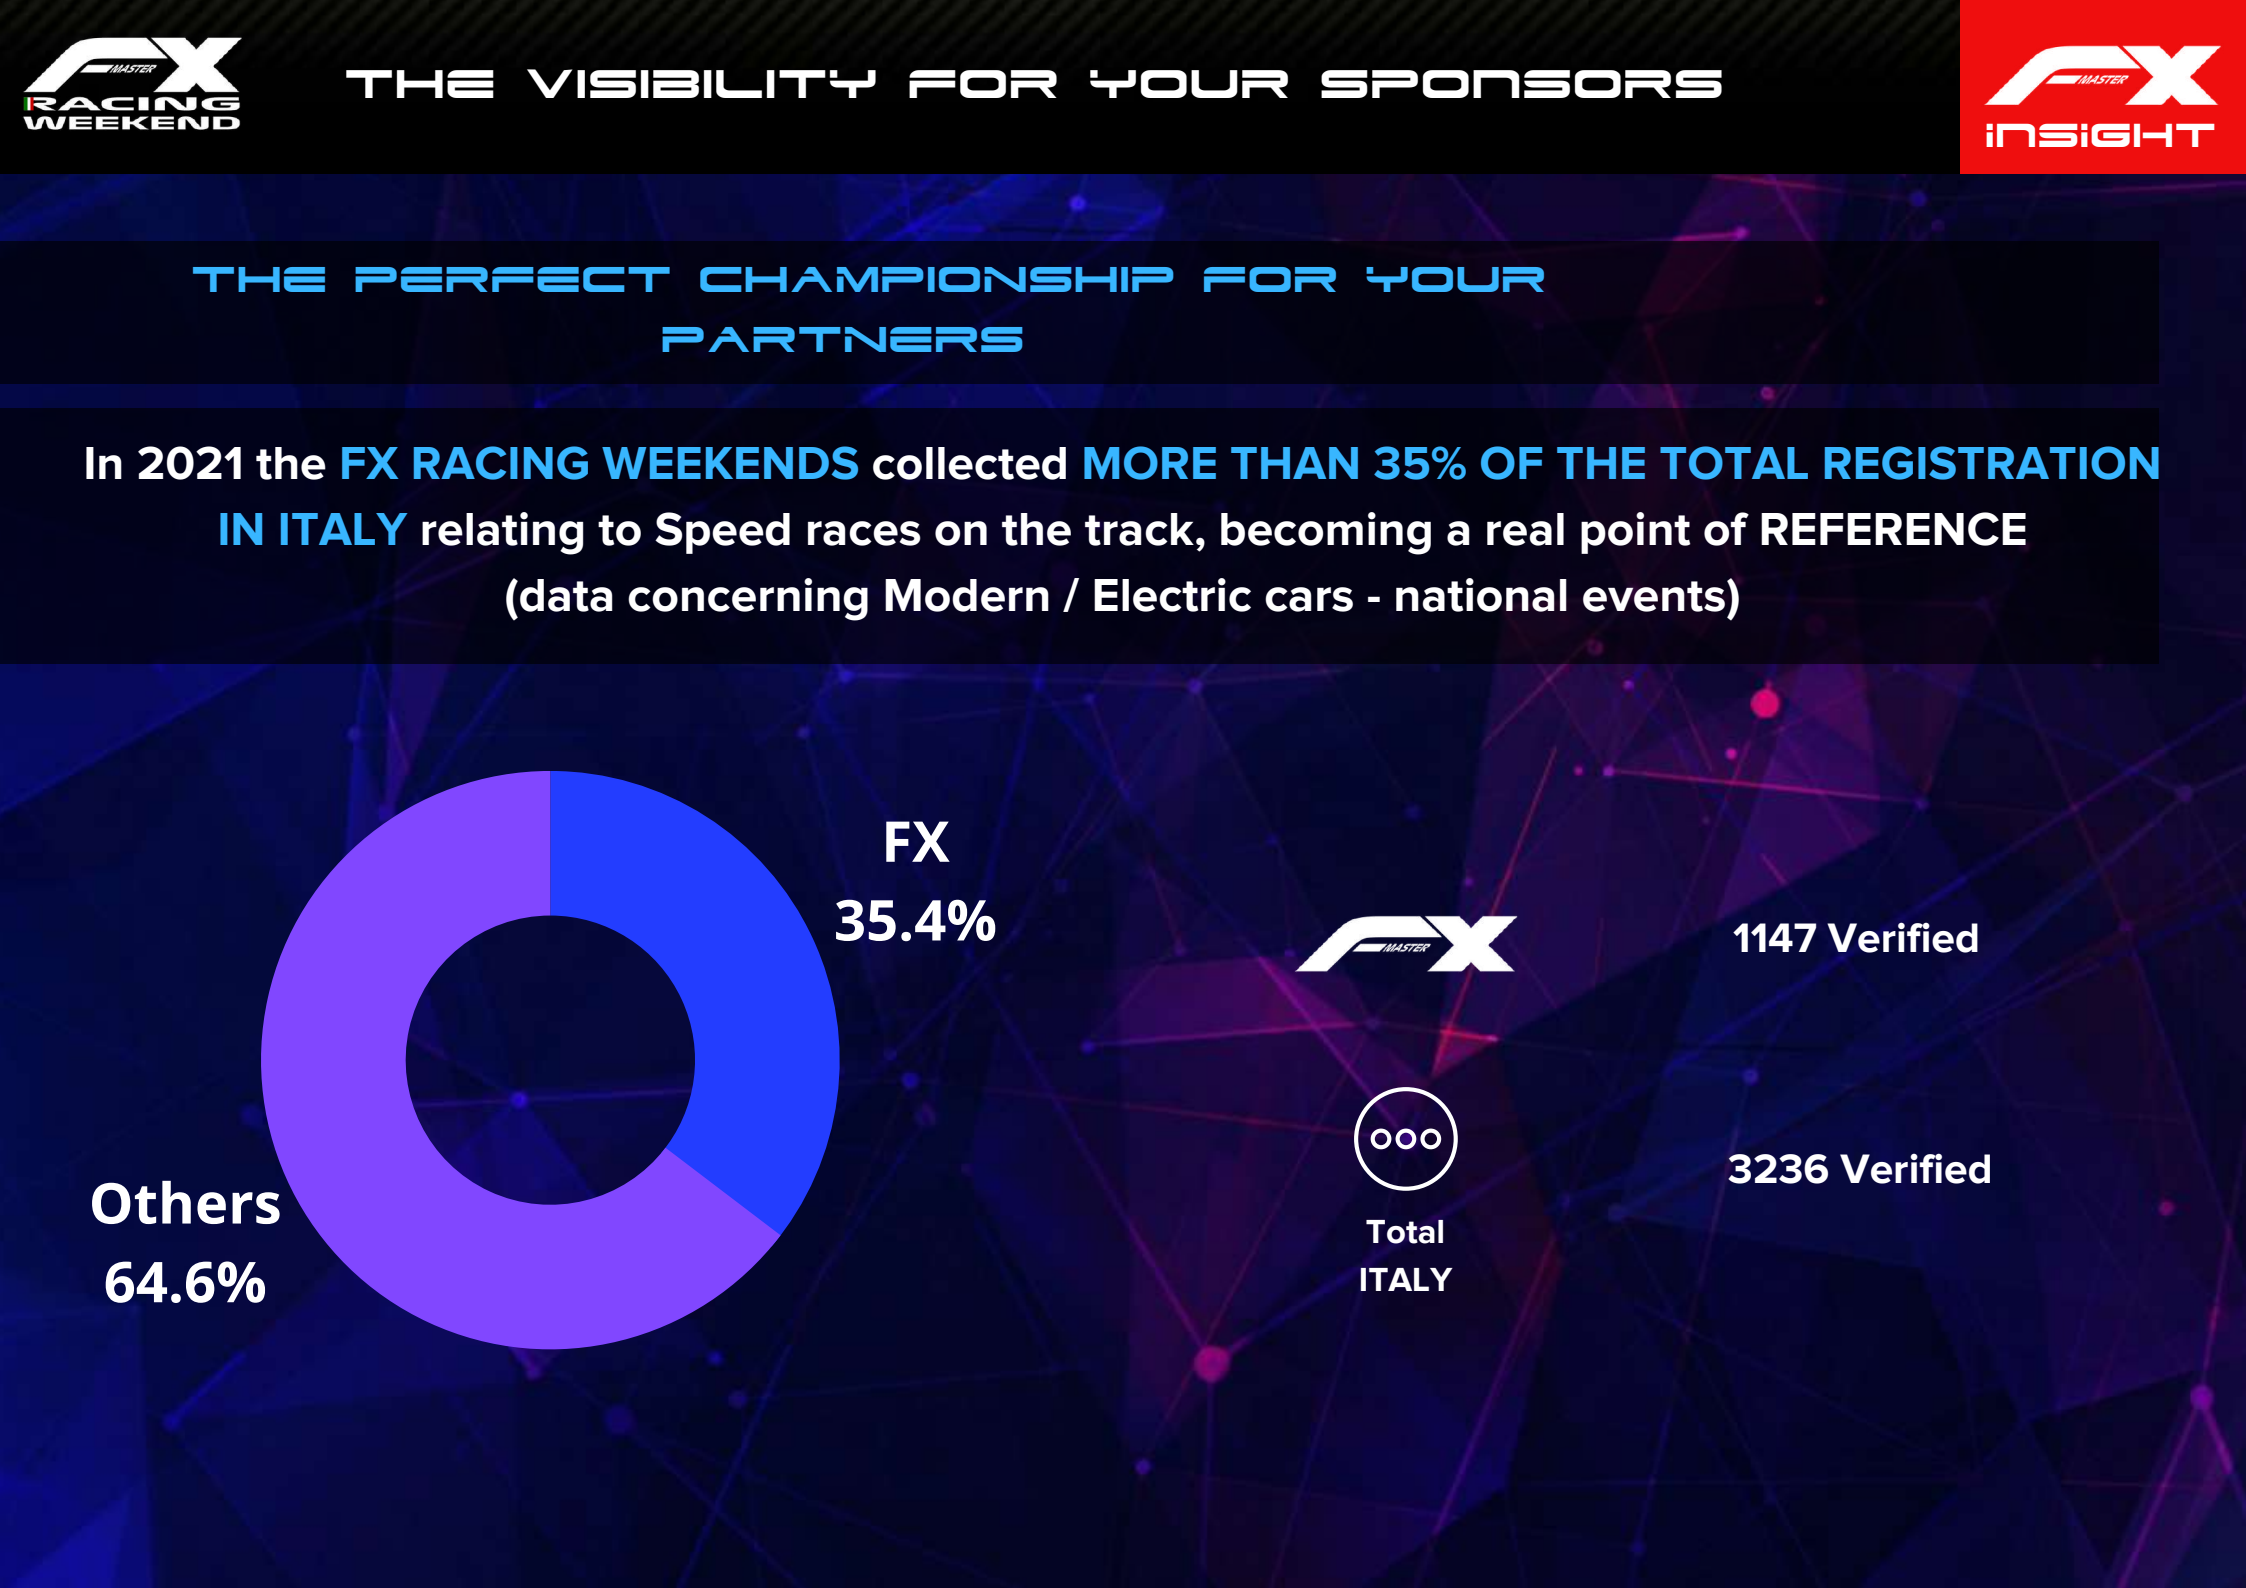 FX
MASTER
RACING
WEEKEND
THE VISIBILITY FOR YOUR SPONSORS
FX
MASTER
INSIGHT
THE PERFECT CHAMPIONSHIP FOR YOUR
PARTNERS
In 2021 the FX RACING WEEKENDS collected MORE THAN 35% OF THE TOTAL REGISTRATION
IN ITALY relating to Speed races on the track, becoming a real point of REFERENCE
(data concerning Modern / Electric cars - national events)
FX
35.4%
Others
64.6%
FX
MASTER
1147 Verified
3236 Verified
Total
ITALY